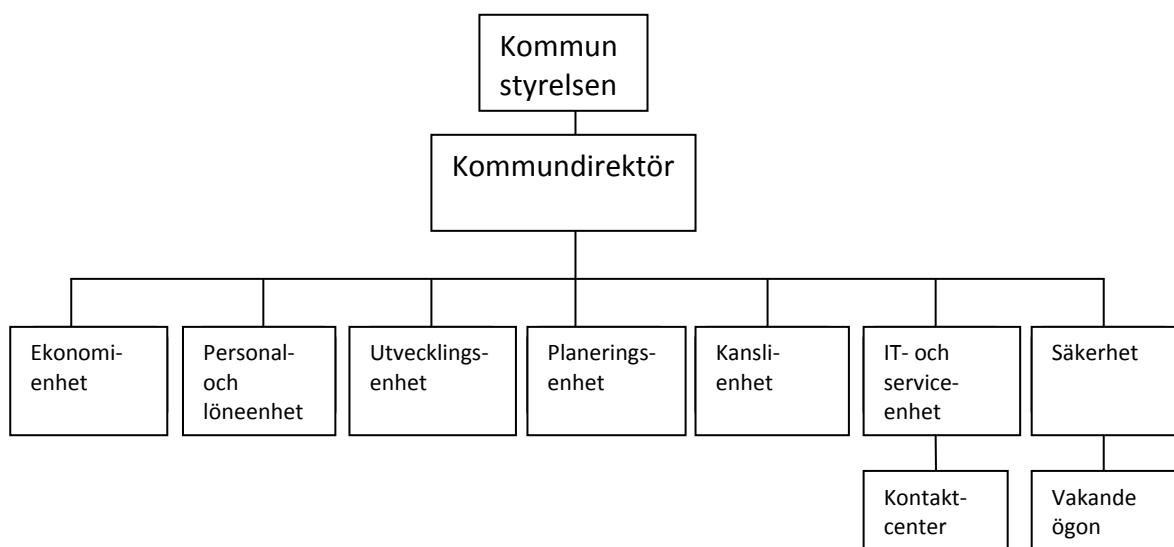 Kommun
styrelsen
Kommundirektör
Ekonomi-
enhet
Personal-
och
löneenhet
Utvecklings-
enhet
Planerings-
enhet
Kansli-
enhet
IT- och
service-
enhet
Säkerhet
Kontakt-
center
Vakande
ögon